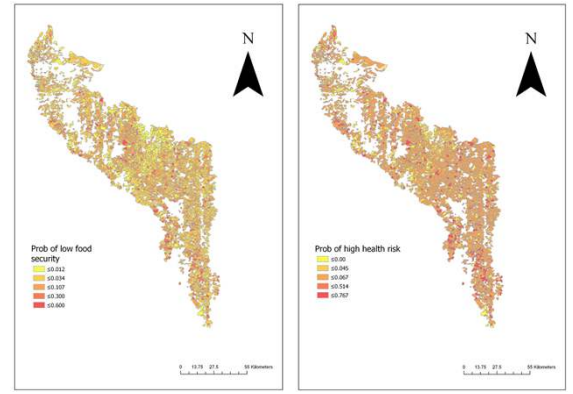 N
Prob of low food
security
≤0.012
≤0.034
≤0.107
≤0.300
≤0.600
0 13.75 27.5 55 Kilometers
N
Prob of high health risk
≤0.00
≤0.045
≤0.067
≤0.514
≤0.767
0 13.75 27.5 55 Kilometers